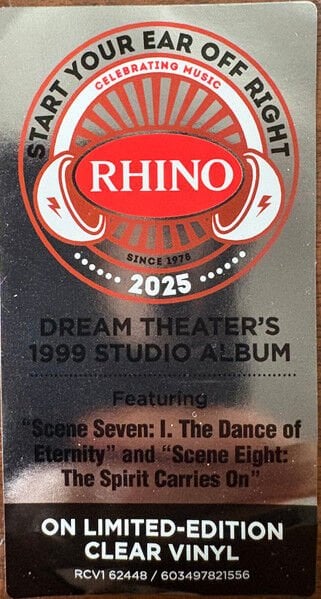 START YOUR EAR OFF RIGHT
CELEBRATING MUSIC
RHINO
SINCE 1978
2025
DREAM THEATER'S
1999 STUDIO ALBUM
Featuring
"Scene Seven: I. The Dance of
Eternity" and "Scene Eight:
The Spirit Carries On"
ON LIMITED-EDITION
CLEAR VINYL
RCV1 62448 / 603497821556